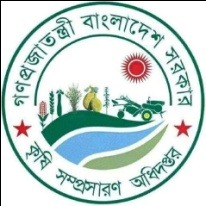 গণপ্রজাতন্ত্রী বাংলাদেশ সরকার
কৃষি সম্প্রসারণ অধিদপ্তর